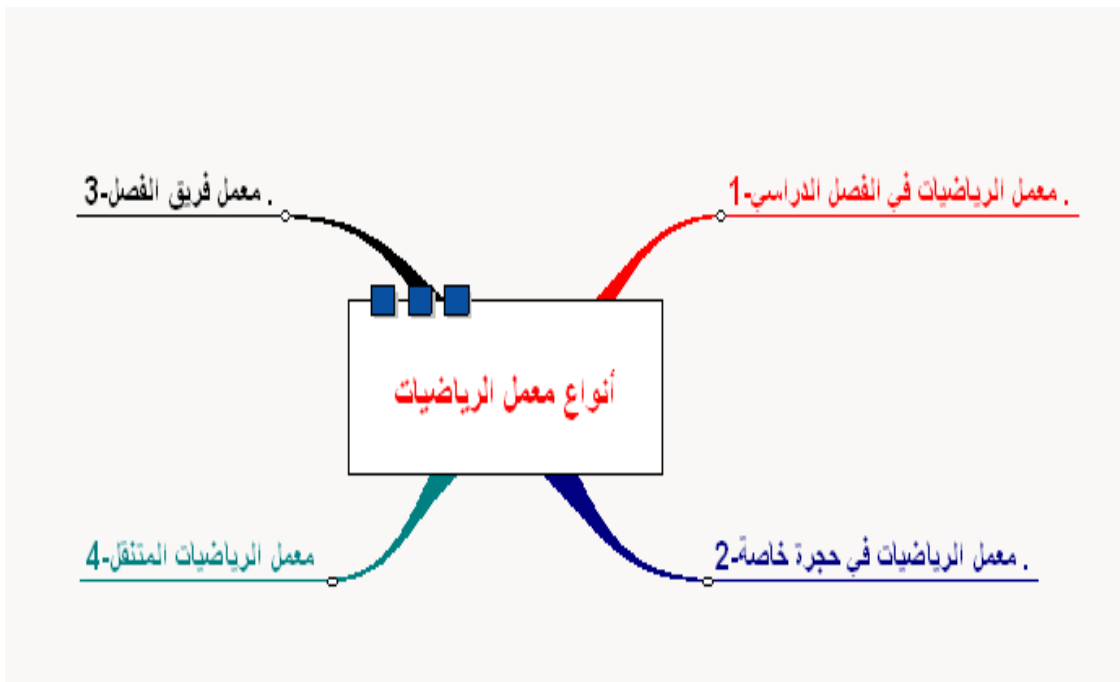 أنواع معمل الرياضيات
1-معمل الرياضيات في الفصل الدراسي .
2-معمل الرياضيات في حجرة خاصة .
3-معمل فريق الفصل .
4-معمل الرياضيات المتنقل